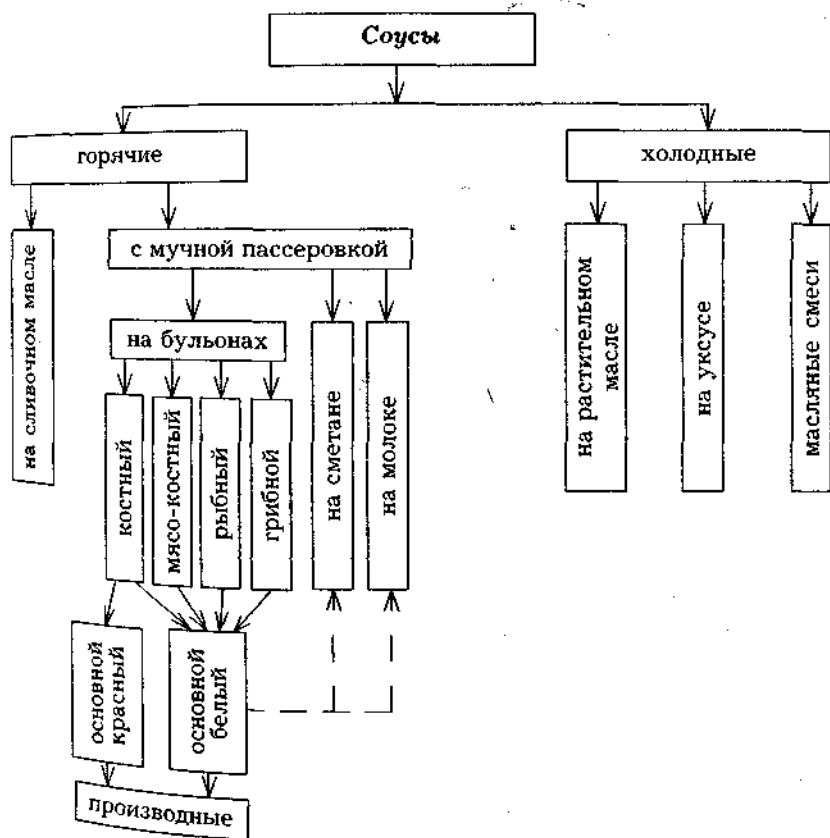 Соусы
горячие
холодные
на сливочном масле
с мучной пассеровкой
на растительном
масле
на уксусе
масляные смеси
на бульонах
на сметане
на молоке
костный
мясо-костный
рыбный
грибной
основной
красный
основной
белый
производные